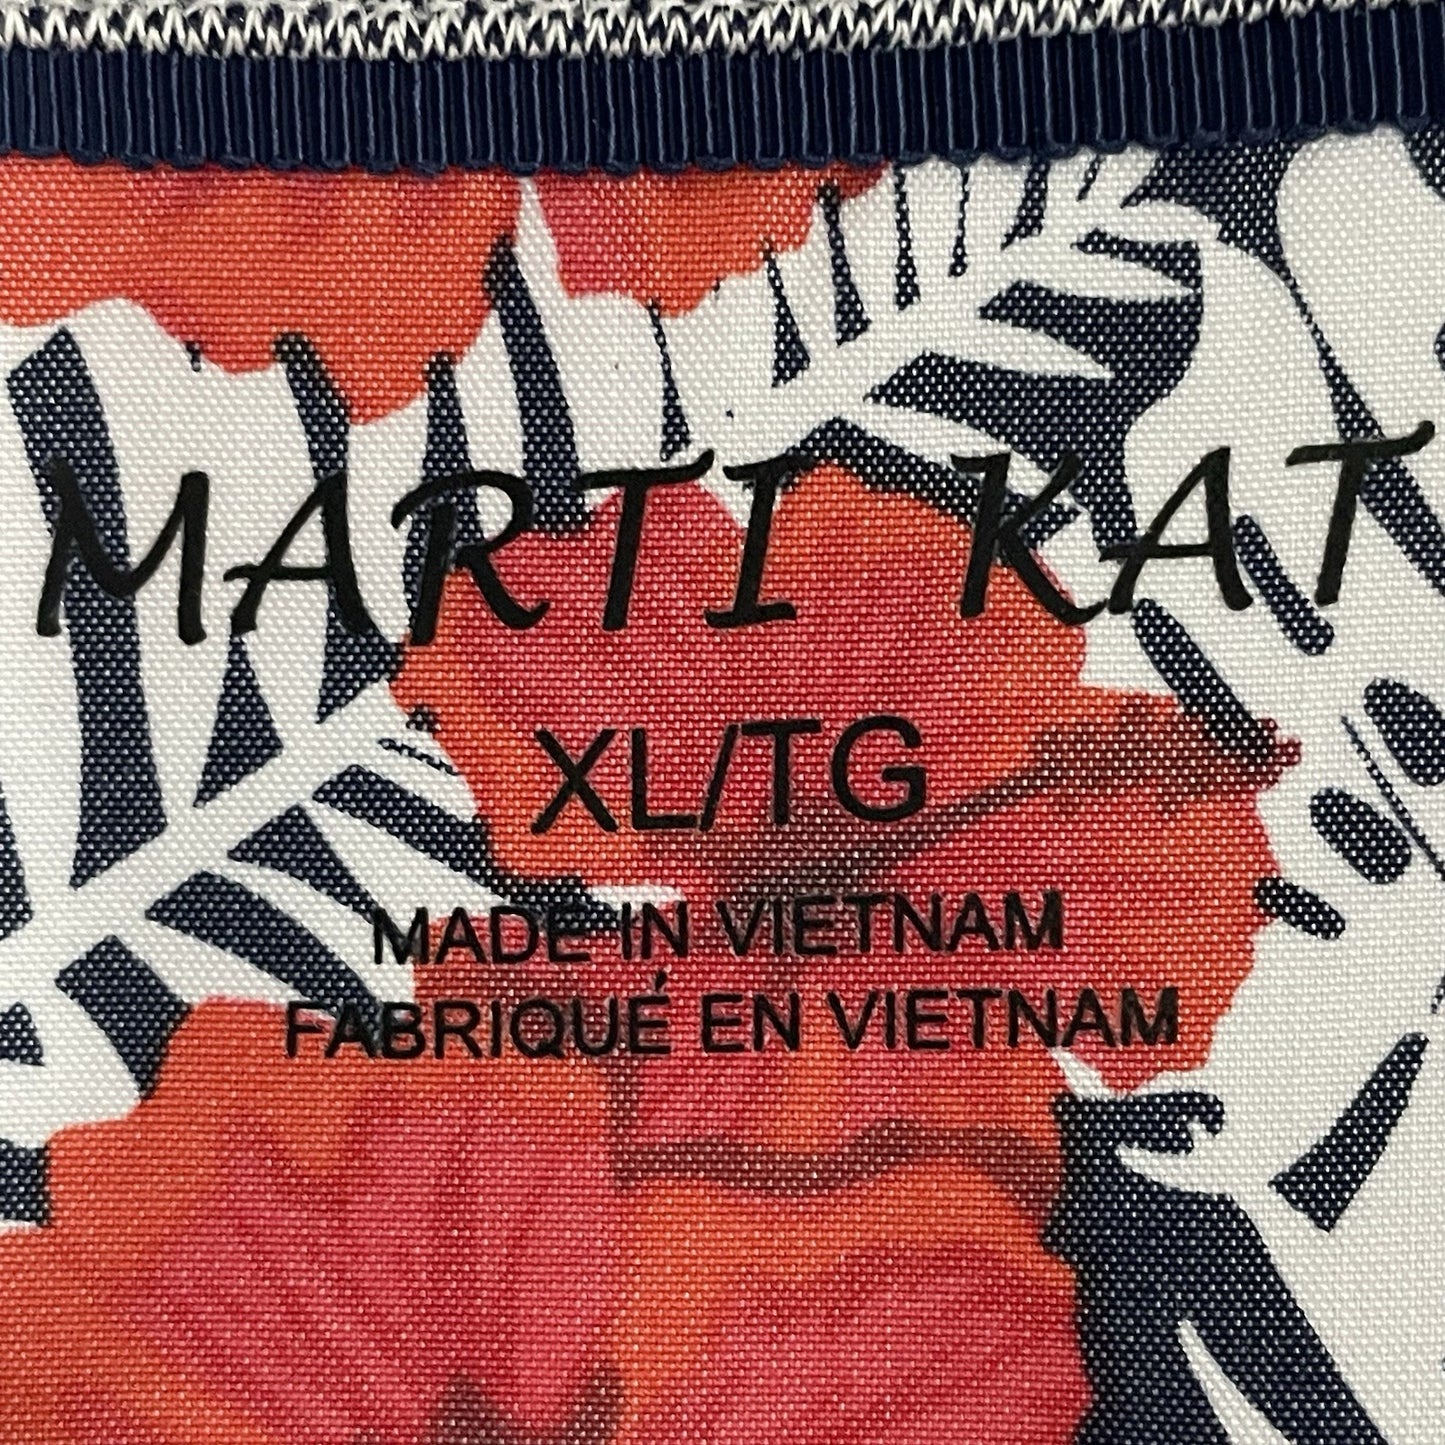 MARTI KAT
XL/TG
MADE IN VIETNAM
FABRIQUÉ EN VIETNAM